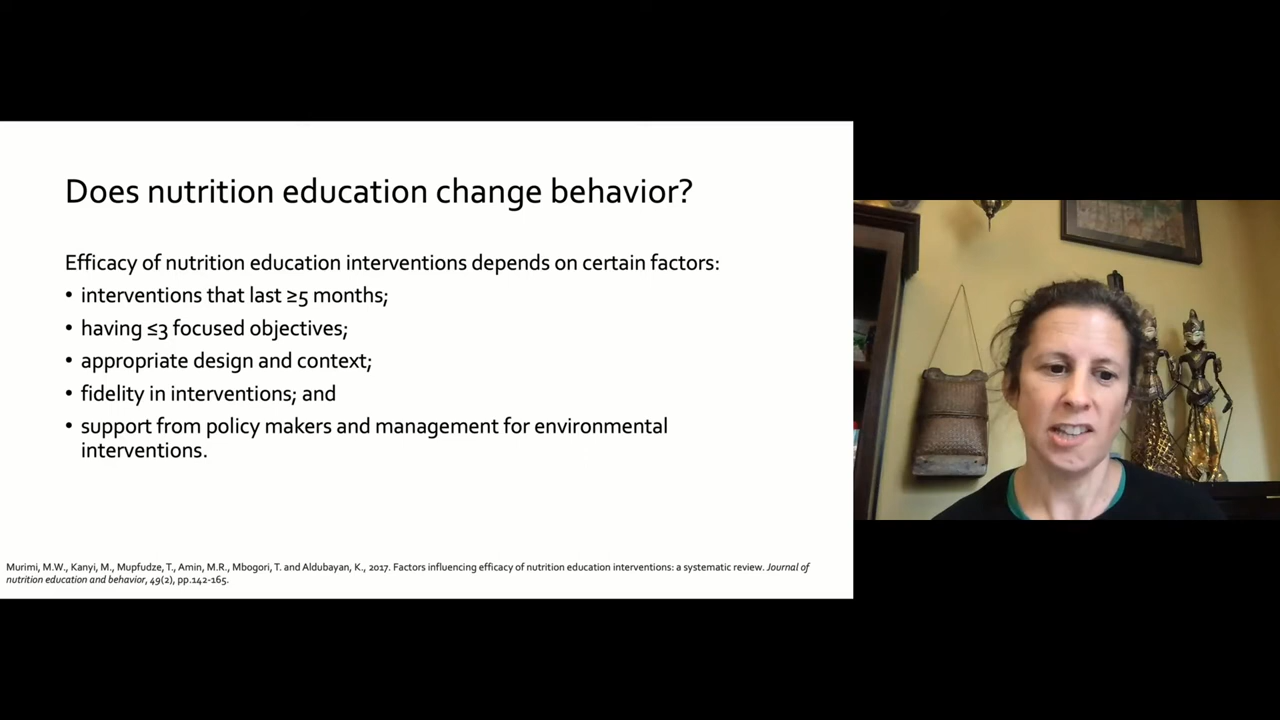 Does nutrition education change behavior?
Efficacy of nutrition education interventions depends on certain factors:
• interventions that last ≥5 months;
• having ≤3 focused objectives;
• appropriate design and context;
• fidelity in interventions; and
• support from policy makers and management for environmental
interventions.
Murimi, M.W., Kanyi, M., Mupfudze, T., Amin, M.R., Mbogori, T. and Aldubayan, K., 2017. Factors influencing efficacy of nutrition education interventions: a systematic review. Journal of
nutrition education and behavior, 49(2), pp.142-165.